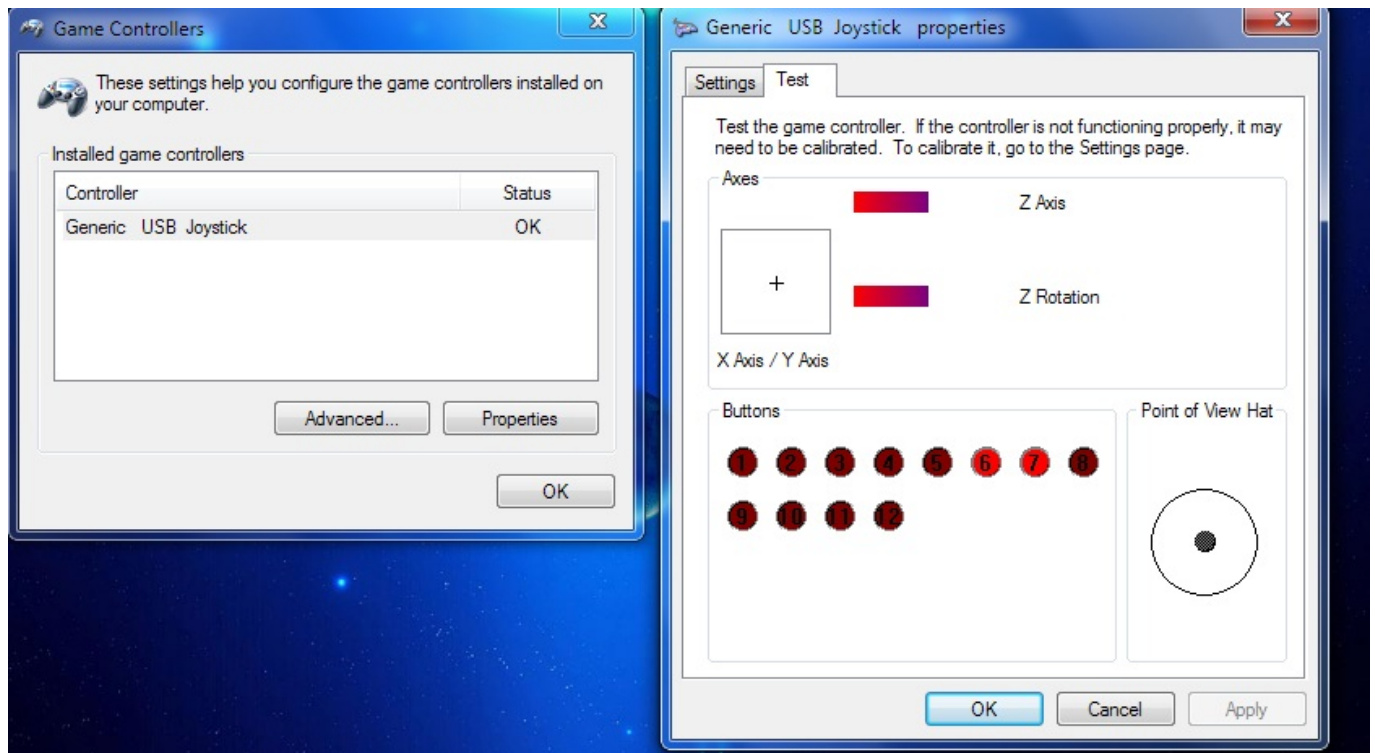 Game Controllers
These settings help you configure the game controllers installed on
your computer.
Installed game controllers
Controller Status
Generic USB Joystick OK
Advanced... Properties
OK
Generic USB Joystick properties
Settings Test
Test the game controller. If the controller is not functioning properly, it may
need to be calibrated. To calibrate it, go to the Settings page.
Axes
Z Axis
Z Rotation
X Axis / Y Axis
Buttons
1 2 3 4 5 6 7 8
9 10 11 12
Point of View Hat
OK Cancel Apply